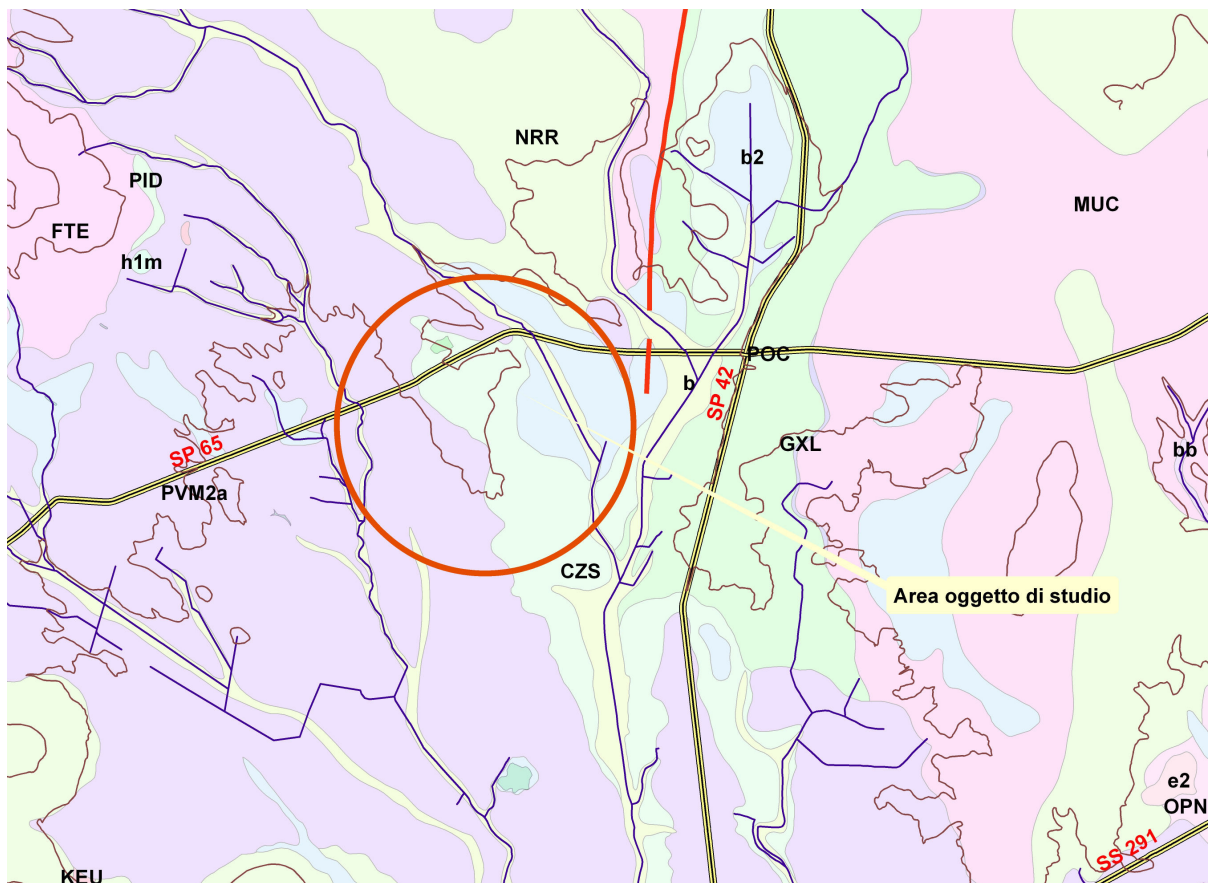 NRR
b2
PID
MUC
FTE
h1m
POC
b
SP 42
GXL
SP 65
bb
PVM2a
CZS
Area oggetto di studio
e2
OPN
SS 291
KEU